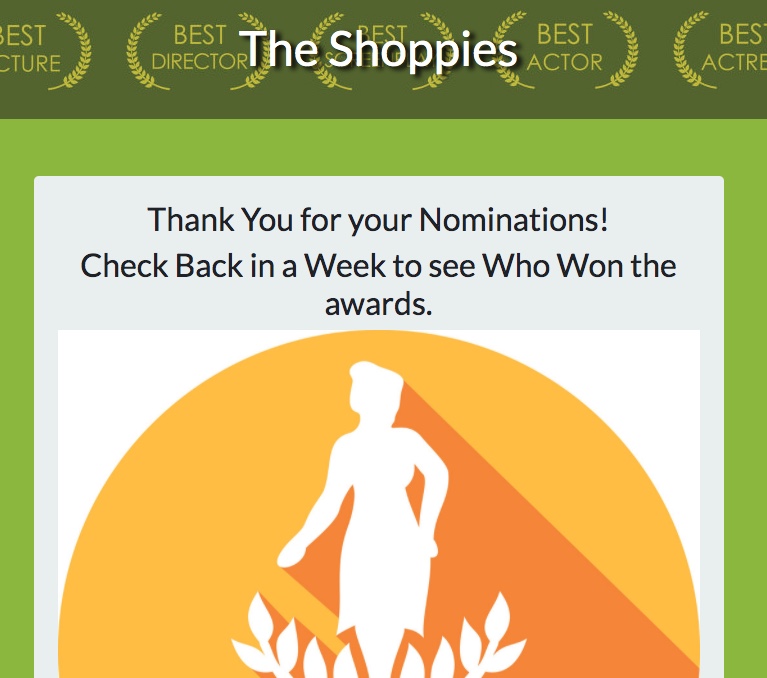 BEST
BEST
The Shoppies
BEST
BEST
BEST
CTURE
DIRECTOR
ACTOR
ACTRE
Thank You for your Nominations!
Check Back in a Week to see Who Won the
awards.